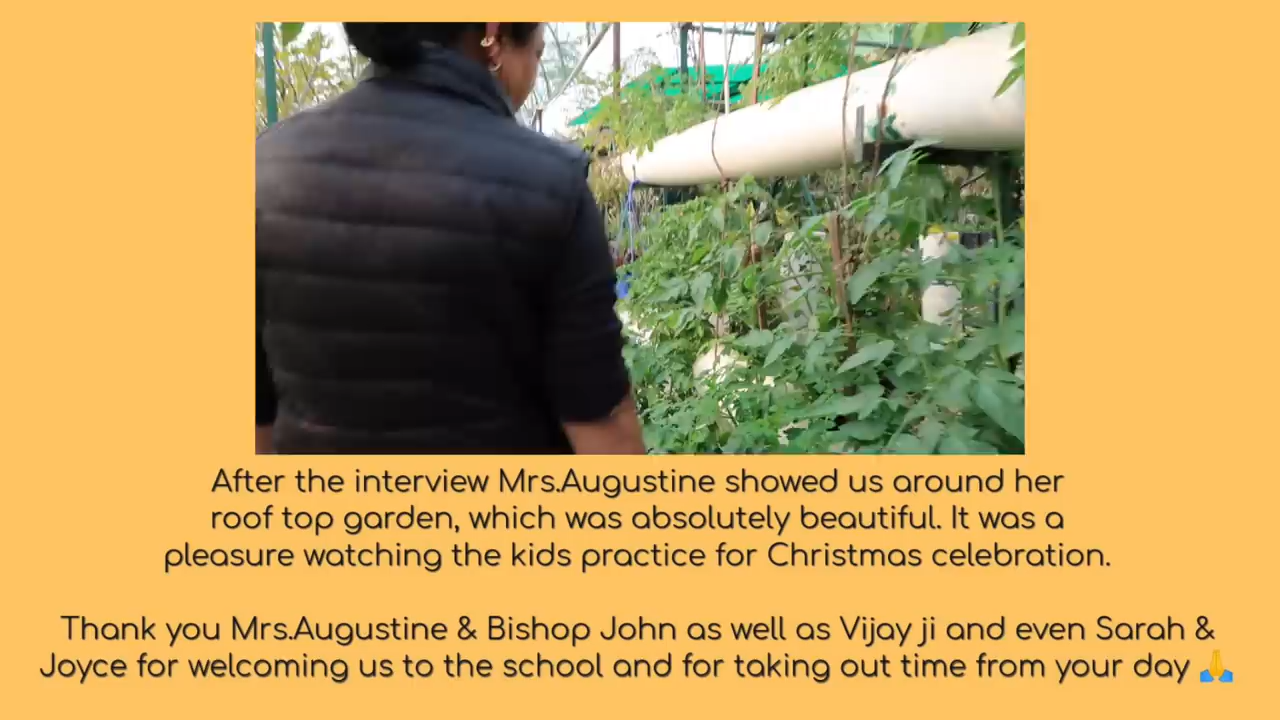 After the interview Mrs.Augustine showed us around her
roof top garden, which was absolutely beautiful. It was a
pleasure watching the kids practice for Christmas celebration.
Thank you Mrs.Augustine & Bishop John as well as Vijay ji and even Sarah &
Joyce for welcoming us to the school and for taking out time from your day 🙏